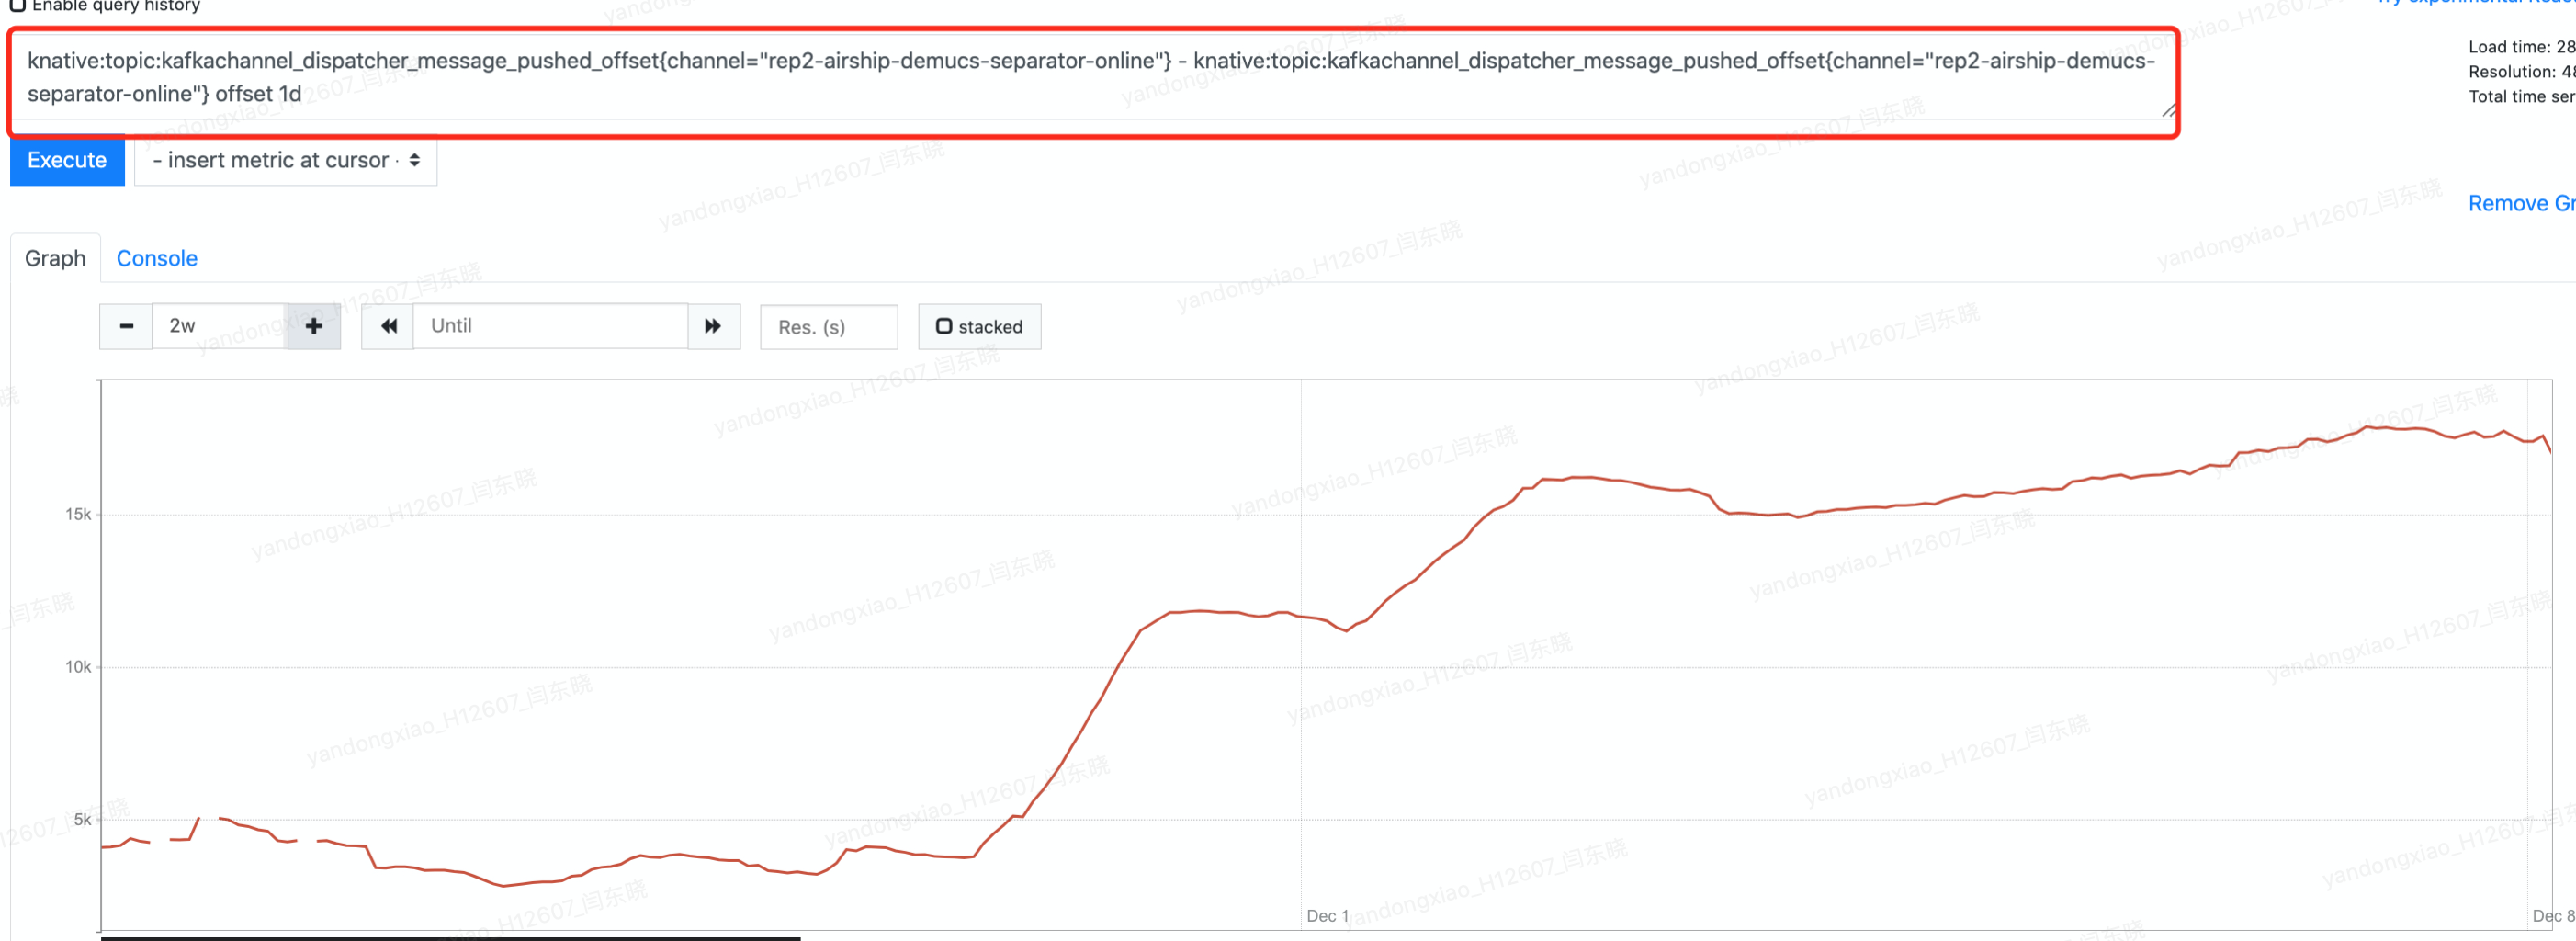 Enable query history
knative:topic:kafkachannel_dispatcher_message_pushed_offset{channel="rep2-airship-demucs-separator-online"} - knative:topic:kafkachannel_dispatcher_message_pushed_offset{channel="rep2-airship-demucs-
separator-online"} offset 1d
Load time: 28
Resolution: 48
Total time ser
Execute
- insert metric at cursor -
Remove Gr
Graph
Console
2w
Until
Res. (s)
stacked
15k
10k
5k
Dec 1
Dec 8
yandongxiao_H12607_闫东晓